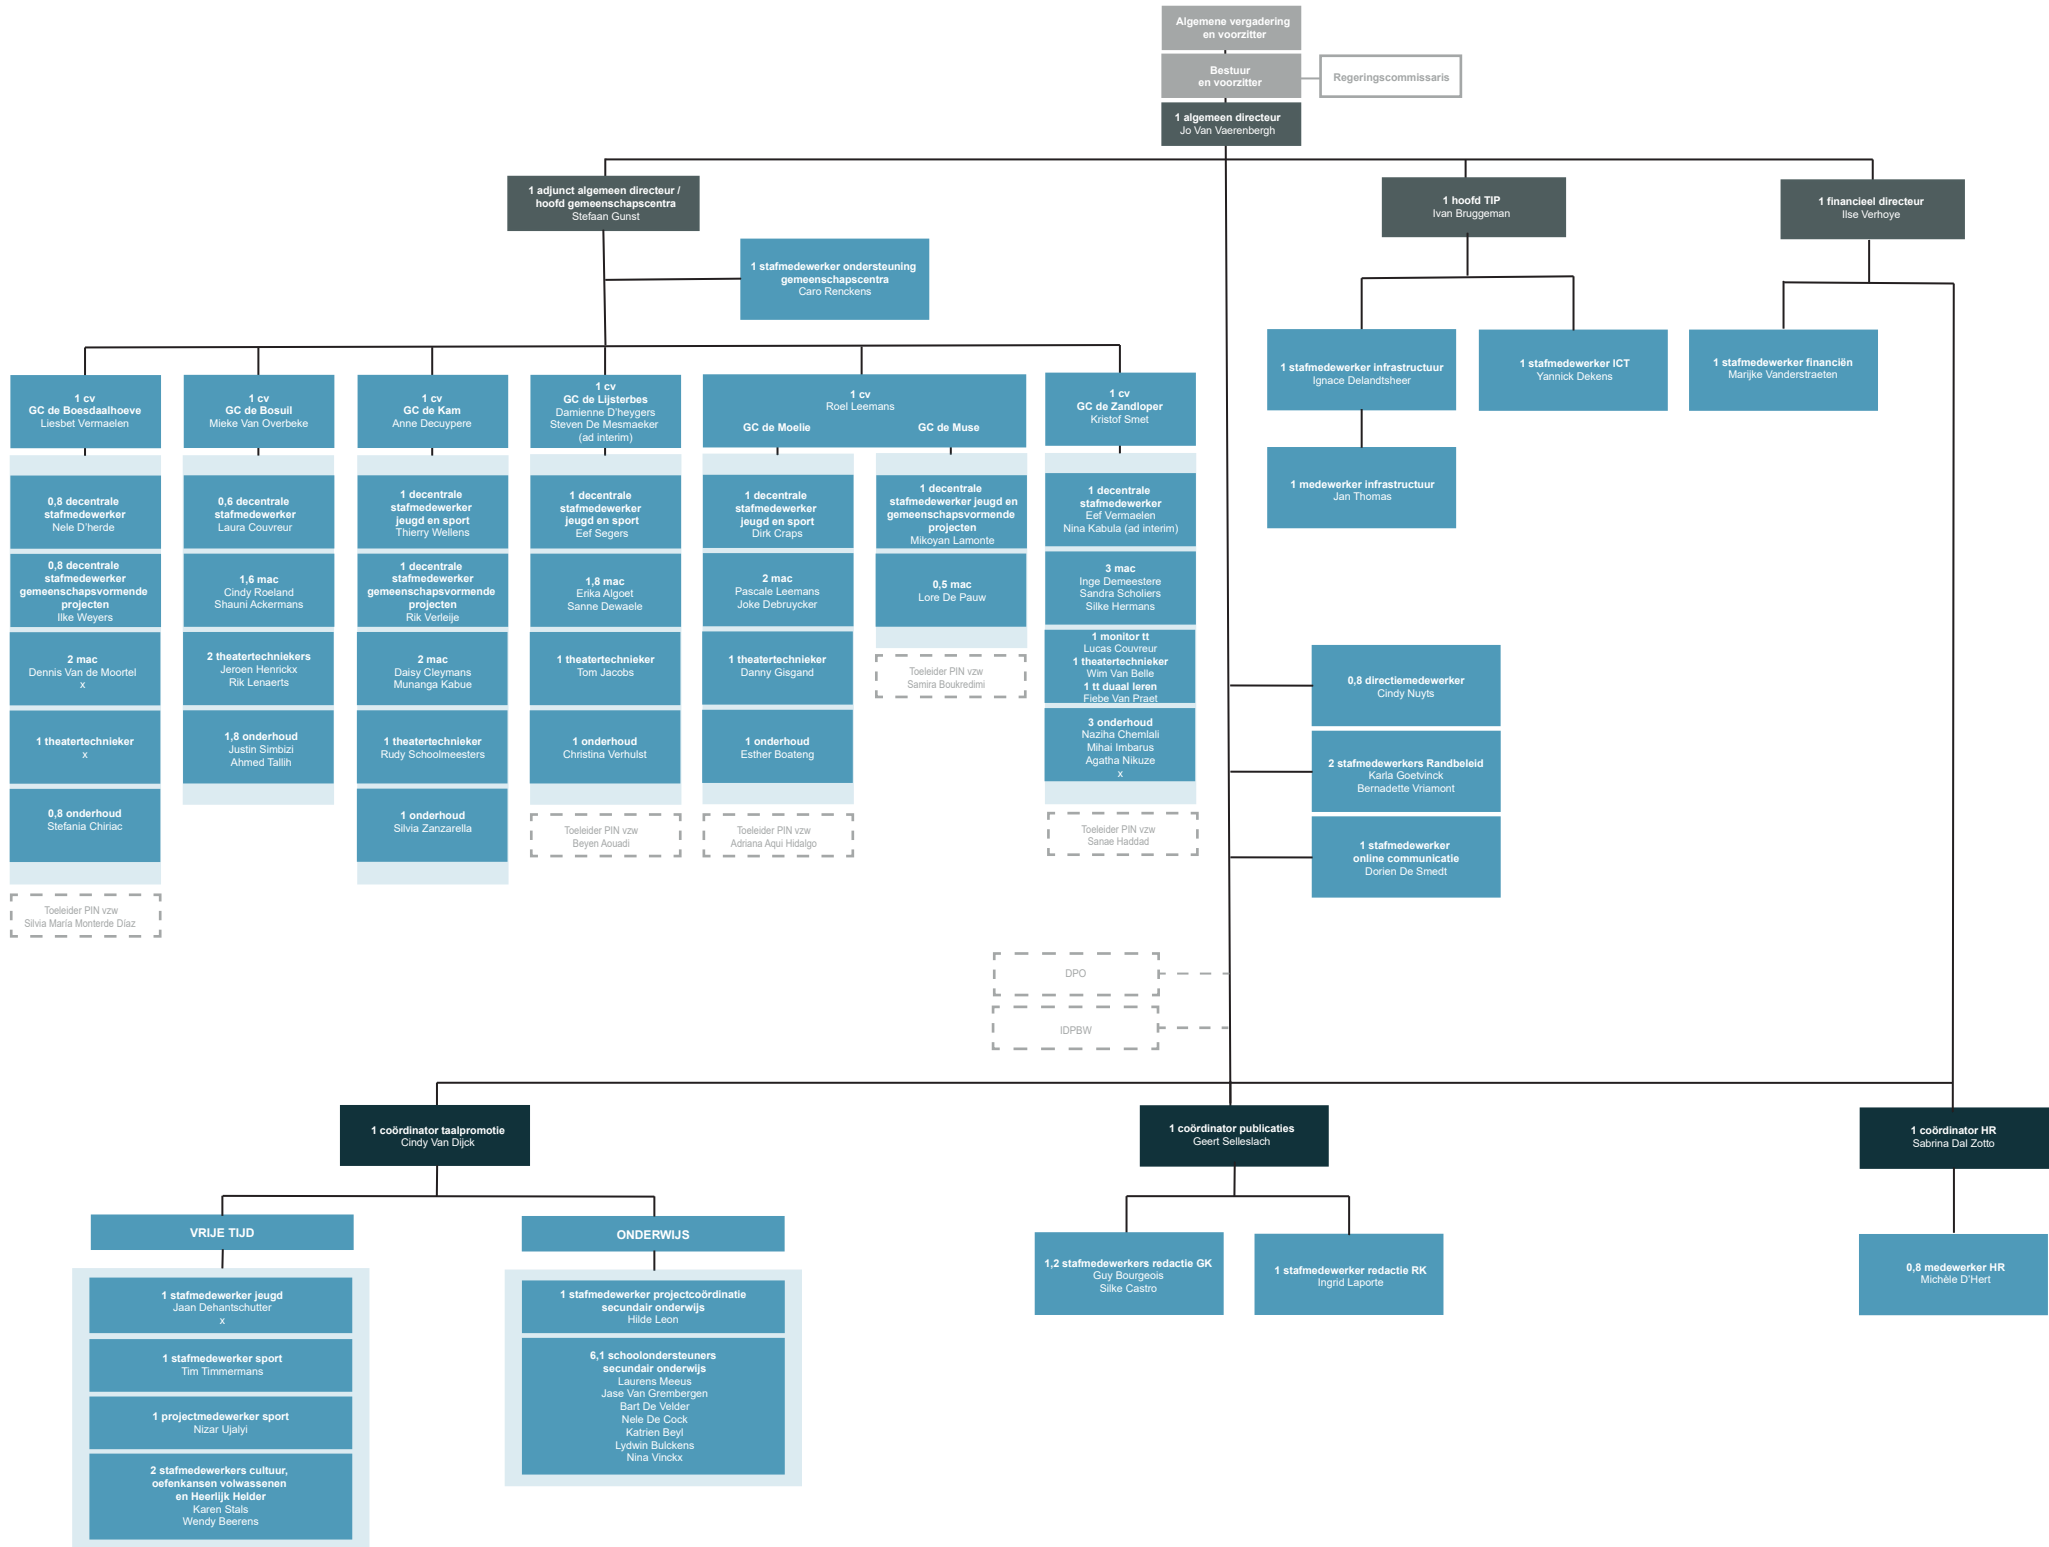 Algemene vergadering
en voorzitter
Bestuur
en voorzitter
Regeringscommissaris
1 algemeen directeur
Jo Van Vaerenbergh
1 adjunct algemeen directeur /
hoofd gemeenschapscentra
Stefaan Gunst
1 hoofd TIP
Ivan Bruggeman
1 financieel directeur
Ilse Verhoye
1 stafmedewerker ondersteuning
gemeenschapscentra
Caro Renckens
1 stafmedewerker infrastructuur
Ignace Delandtsheer
1 stafmedewerker ICT
Yannick Dekens
1 stafmedewerker financiën
Marijke Vanderstraeten
1 medewerker infrastructuur
Jan Thomas
1 cv
GC de Boesdaalhoeve
Liesbet Vermaelen
0,8 decentrale
stafmedewerker
Nele D'herde
0,8 decentrale
stafmedewerker
gemeenschapsvormende
projecten
Ilke Weyers
2 mac
Dennis Van de Moortel
x
1 theatertechnieker
x
0,8 onderhoud
Stefania Chiriac
Toeleider PIN vzw
Silvia María Monterde Díaz
1 cv
GC de Bosuil
Mieke Van Overbeke
0,6 decentrale
stafmedewerker
Laura Couvreur
1,6 mac
Cindy Roeland
Shauni Ackermans
2 theatertechniekers
Jeroen Henrickx
Rik Lenaerts
1,8 onderhoud
Justin Simbizi
Ahmed Tallih
1 cv
GC de Kam
Anne Decuypere
1 decentrale
stafmedewerker
jeugd en sport
Thierry Wellens
1 decentrale
stafmedewerker
gemeenschapsvormende
projecten
Rik Verleije
2 mac
Daisy Cleymans
Munanga Kabue
1 theatertechnieker
Rudy Schoolmeesters
1 onderhoud
Silvia Zanzarella
1 cv
GC de Lijsterbes
Damienne D'heygers
Steven De Mesmaeker
(ad interim)
1 decentrale
stafmedewerker
jeugd en sport
Eef Segers
1,8 mac
Erika Algoet
Sanne Dewaele
1 theatertechnieker
Tom Jacobs
1 onderhoud
Christina Verhulst
Toeleider PIN vzw
Beyen Aouadi
1 cv
Roel Leemans
GC de Moelie
GC de Muse
1 decentrale
stafmedewerker
jeugd en sport
Dirk Craps
2 mac
Pascale Leemans
Joke Debruycker
1 theatertechnieker
Danny Gisgand
1 onderhoud
Esther Boateng
Toeleider PIN vzw
Adriana Aqui Hidalgo
1 decentrale
stafmedewerker jeugd en
gemeenschapsvormende
projecten
Mikoyan Lamonte
0,5 mac
Lore De Pauw
Toeleider PIN vzw
Samira Boukredimi
1 cv
GC de Zandloper
Kristof Smet
1 decentrale
stafmedewerker
Eef Vermaelen
Nina Kabula (ad interim)
3 mac
Inge Demeestere
Sandra Scholiers
Silke Hermans
1 monitor tt
Lucas Couvreur
1 theatertechnieker
Wim Van Belle
1 tt duaal leren
Fiebe Van Praet
3 onderhoud
Naziha Chemlali
Mihai Imbarus
Agatha Nikuze
x
Toeleider PIN vzw
Sanae Haddad
0,8 directiemedewerker
Cindy Nuyts
2 stafmedewerkers Randbeleid
Karla Goetvinck
Bernadette Vriamont
1 stafmedewerker
online communicatie
Dorien De Smedt
DPO
IDPBW
1 coördinator taalpromotie
Cindy Van Dijck
1 coördinator publicaties
Geert Selleslach
1 coördinator HR
Sabrina Dal Zotto
VRIJE TIJD
1 stafmedewerker jeugd
Jaan Dehantschutter
x
1 stafmedewerker sport
Tim Timmermans
1 projectmedewerker sport
Nizar Ujalyi
2 stafmedewerkers cultuur,
oefenkansen volwassenen
en Heerlijk Helder
Karen Stals
Wendy Beerens
ONDERWIJS
1 stafmedewerker projectcoördinatie
secundair onderwijs
Hilde Leon
6,1 schoolondersteuners
secundair onderwijs
Laurens Meeus
Jase Van Grembergen
Bart De Velder
Nele De Cock
Katrien Beyl
Lydwin Bulckens
Nina Vinckx
1,2 stafmedewerkers redactie GK
Guy Bourgeois
Silke Castro
1 stafmedewerker redactie RK
Ingrid Laporte
0,8 medewerker HR
Michèle D'Hert